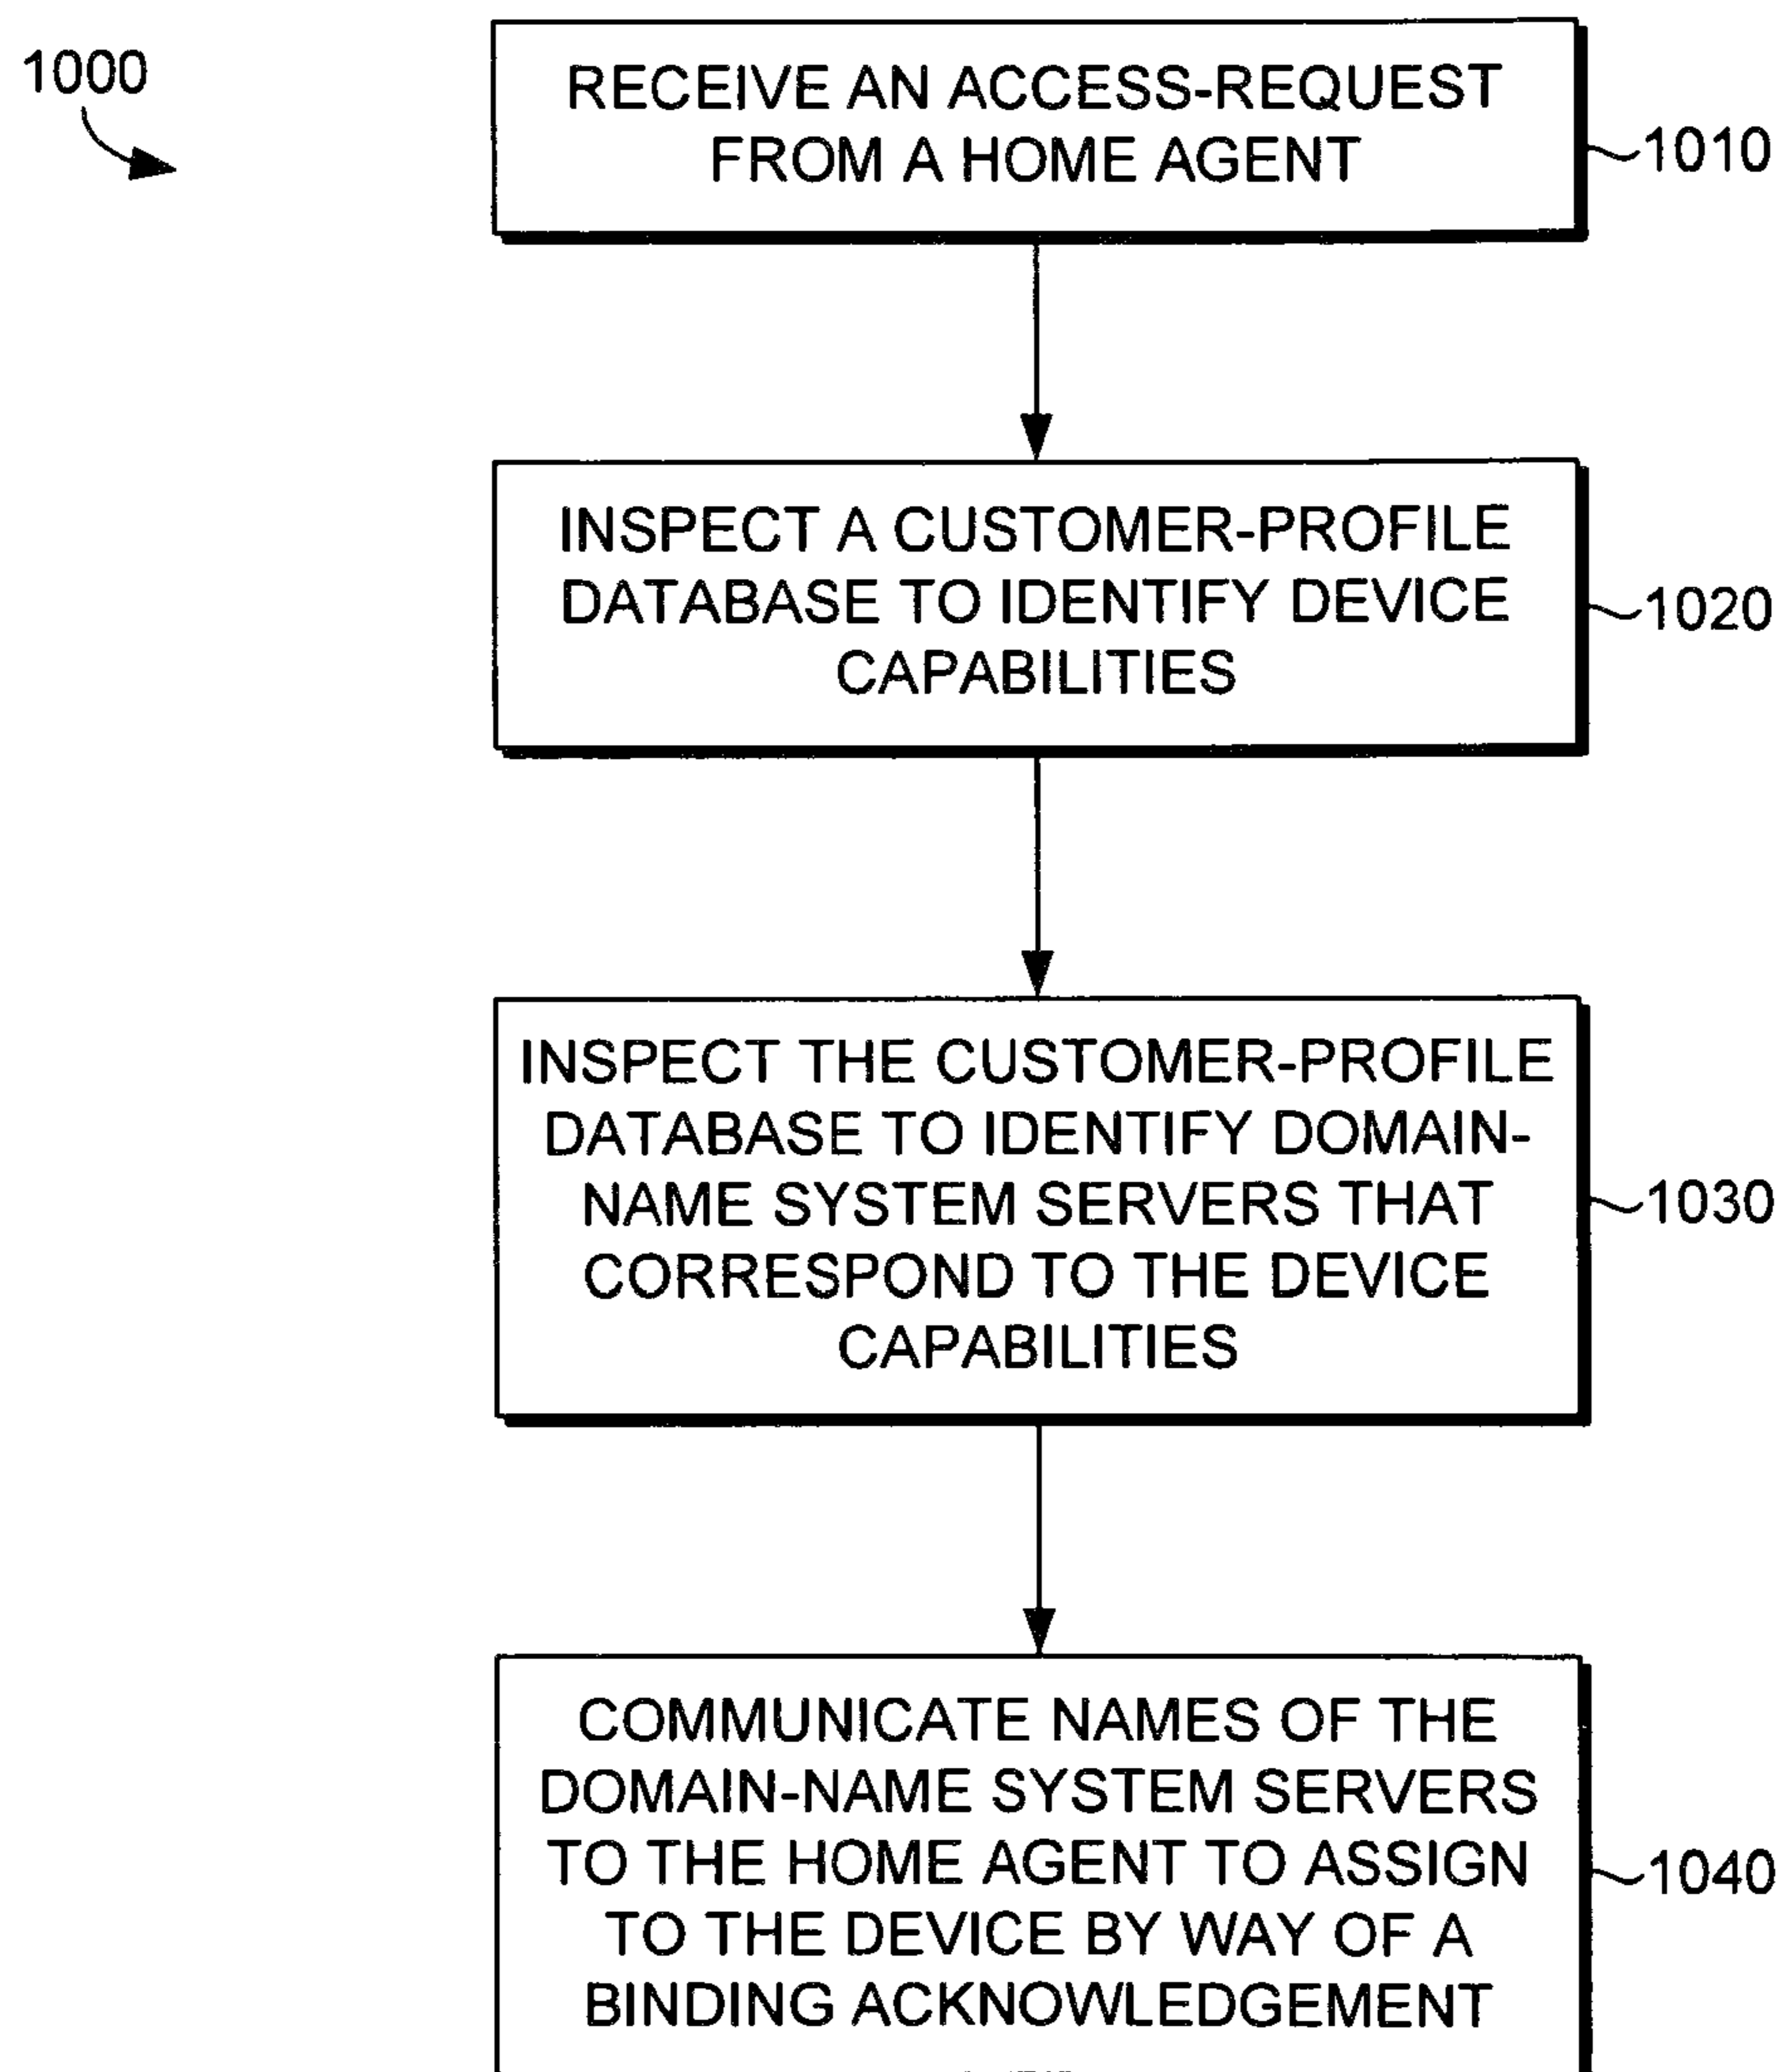 1000
RECEIVE AN ACCESS-REQUEST
FROM A HOME AGENT
1010
INSPECT A CUSTOMER-PROFILE
DATABASE TO IDENTIFY DEVICE
CAPABILITIES
1020
INSPECT THE CUSTOMER-PROFILE
DATABASE TO IDENTIFY DOMAIN-
NAME SYSTEM SERVERS THAT
CORRESPOND TO THE DEVICE
CAPABILITIES
1030
COMMUNICATE NAMES OF THE
DOMAIN-NAME SYSTEM SERVERS
TO THE HOME AGENT TO ASSIGN
TO THE DEVICE BY WAY OF A
BINDING ACKNOWLEDGEMENT
1040